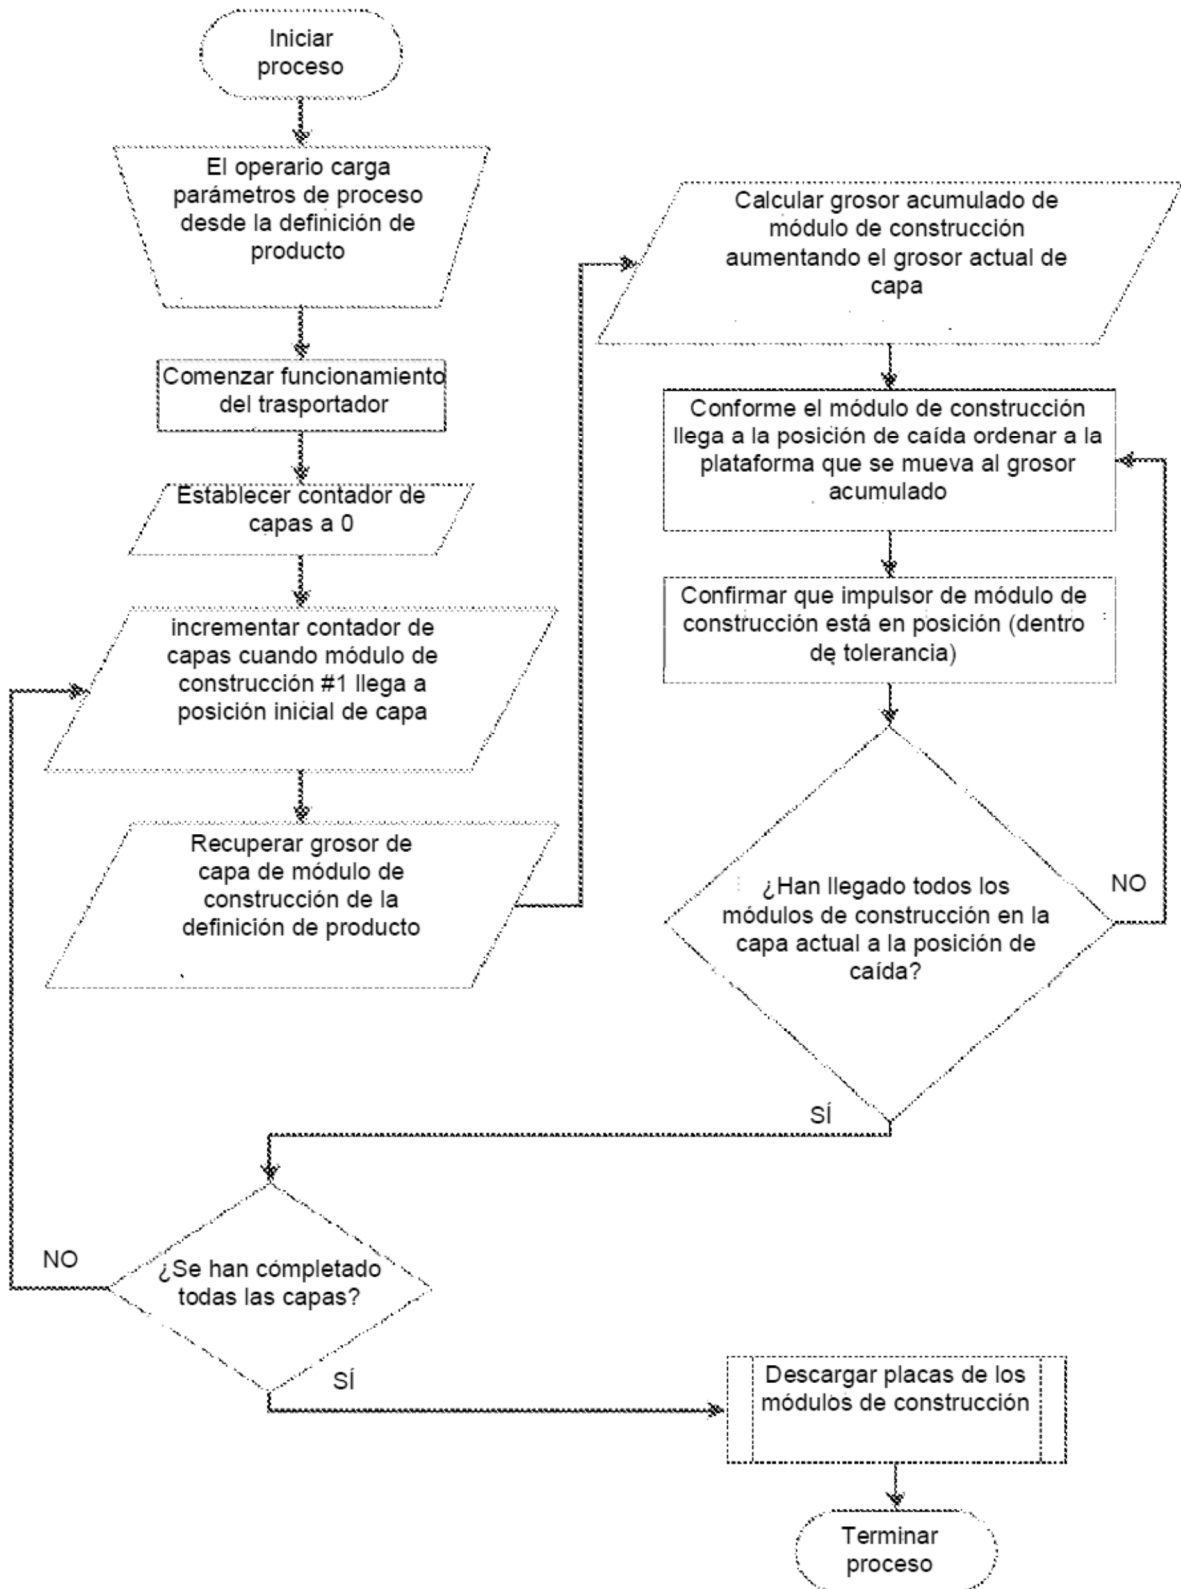 Iniciar
proceso
El operario carga
parámetros de proceso
desde la definición de
producto
Comenzar funcionamiento
del trasportador
Establecer contador de
capas a 0
incrementar contador de
capas cuando módulo de
construcción #1 llega a
posición inicial de capa
Recuperar grosor de
capa de módulo de
construcción de la
definición de producto
Calcular grosor acumulado de
módulo de construcción
aumentando el grosor actual de
capa
Conforme el módulo de construcción
llega a la posición de caída ordenar a la
plataforma que se mueva al grosor
acumulado
Confirmar que impulsor de módulo de
construcción está en posición (dentro
de tolerancia)
¿Han llegado todos los
módulos de construcción en la
capa actual a la posición de
caída?
NO
SÍ
¿Se han completado
todas las capas?
NO
SÍ
Descargar placas de los
módulos de construcción
Terminar
proceso